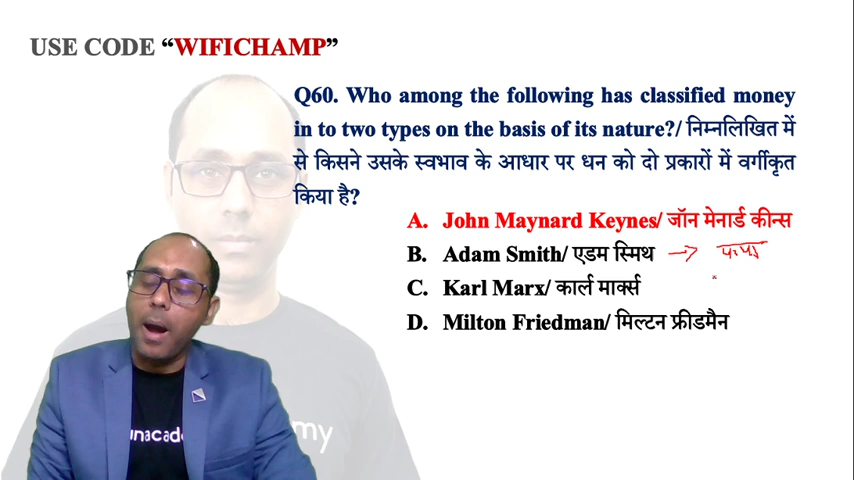 USE CODE “WIFICHAMP”
Q60. Who among the following has classified money
in to two types on the basis of its nature?/ निम्नलिखित में
से किसने उसके स्वभाव के आधार पर धन को दो प्रकारों में वर्गीकृत
किया है?
A. John Maynard Keynes/ जॉन मेनार्ड कीन्स
B. Adam Smith/ एडम स्मिथ
C. Karl Marx/ कार्ल मार्क्स
D. Milton Friedman/ मिल्टन फ्रीडमैन
unacade
my